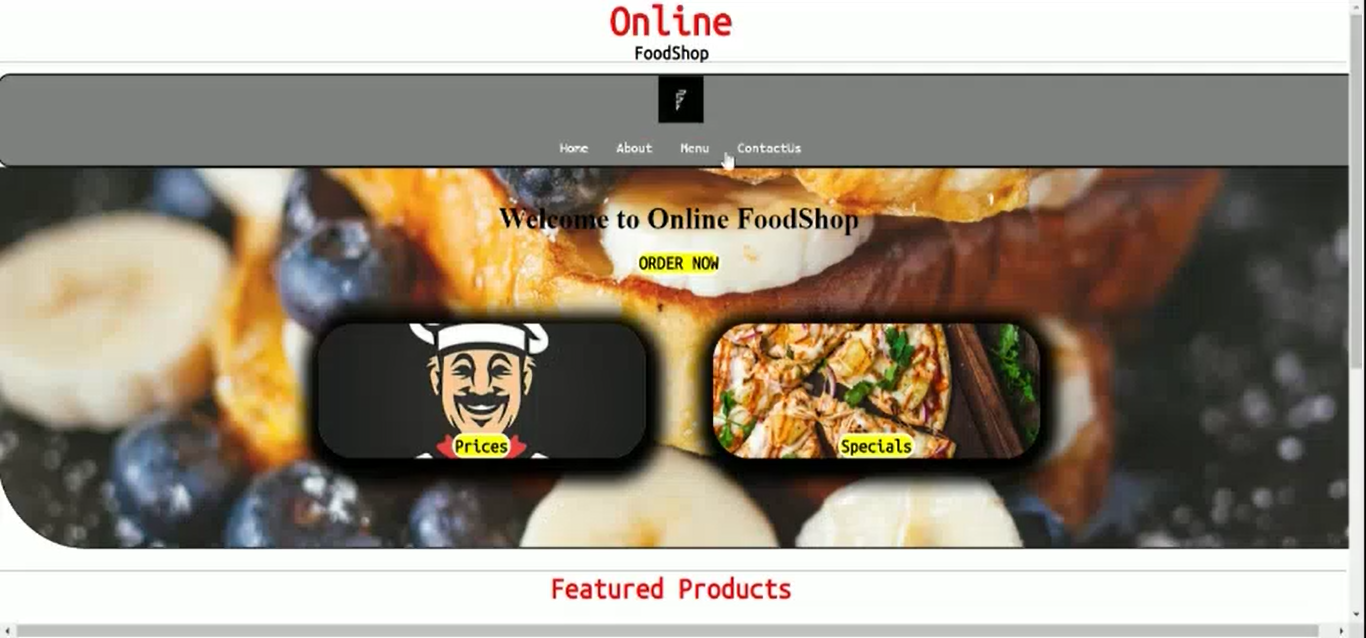 Online
FoodShop
Home About Menu ContactUs
Welcome to Online FoodShop
ORDER NOW
Prices Specials
Featured Products